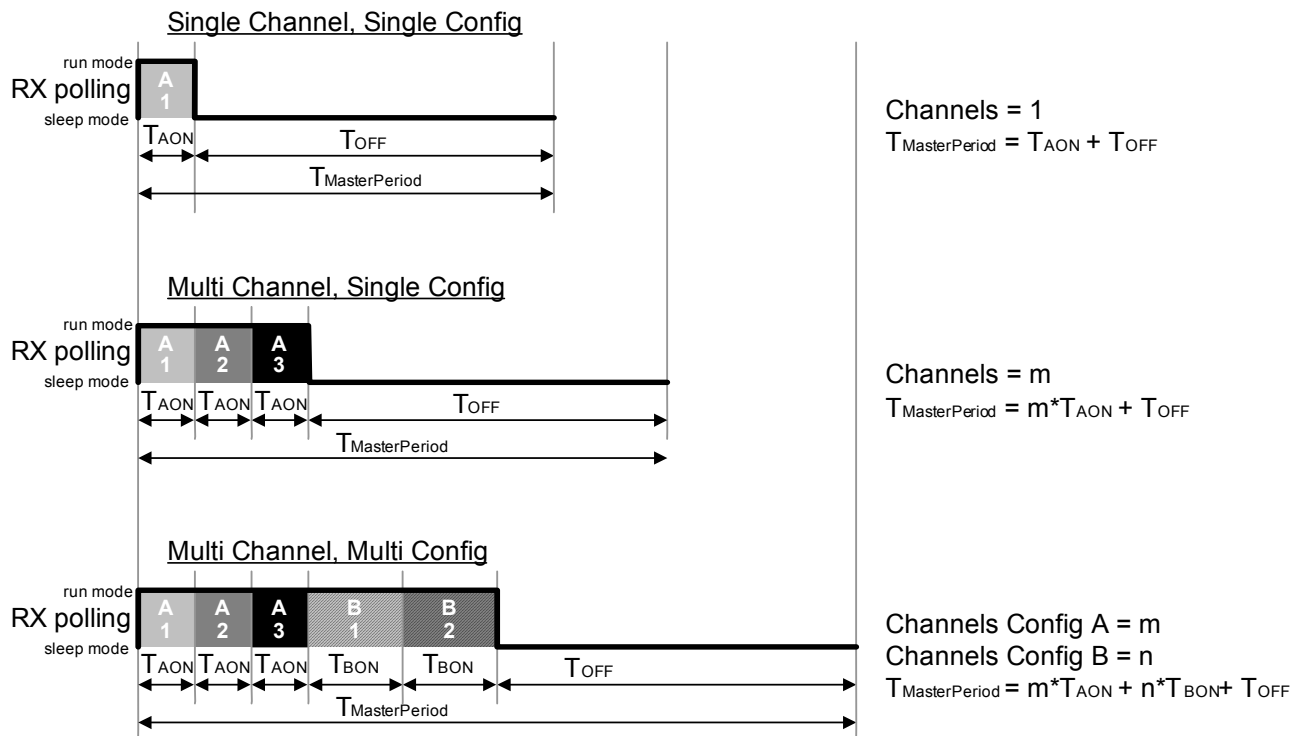 Single Channel, Single Config
run mode
RX polling
sleep mode
A
1
TAON
TOFF
TMasterPeriod
Channels = 1
TMasterPeriod = TAON + TOFF
Multi Channel, Single Config
run mode
RX polling
sleep mode
A
1
A
2
A
3
TAON TAON TAON
TOFF
TMasterPeriod
Channels = m
TMasterPeriod = m*TAON + TOFF
Multi Channel, Multi Config
run mode
RX polling
sleep mode
A
1
A
2
A
3
B
1
B
2
TAON TAON TAON TBON TBON TOFF
TMasterPeriod
Channels Config A = m
Channels Config B = n
TMasterPeriod = m*TAON + n*TBON+ TOFF